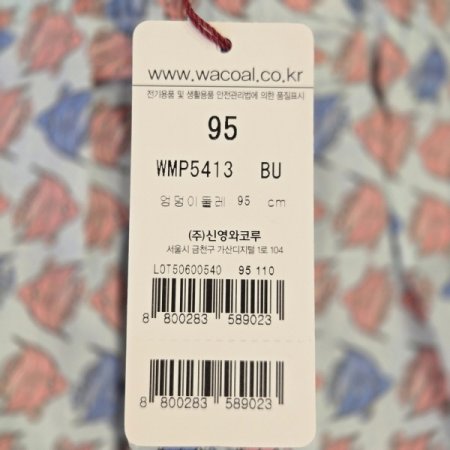 www.wacoal.co.kr
전기용품 및 생활용품 안전관리법에 의한 품질표시
95
WMP5413 BU
엉덩이둘레 95 cm
(주)신영와코루
서울시 금천구 가산디지털 1로 104
LOT50600540 95 110
8 800283 589023
8 800283 589023